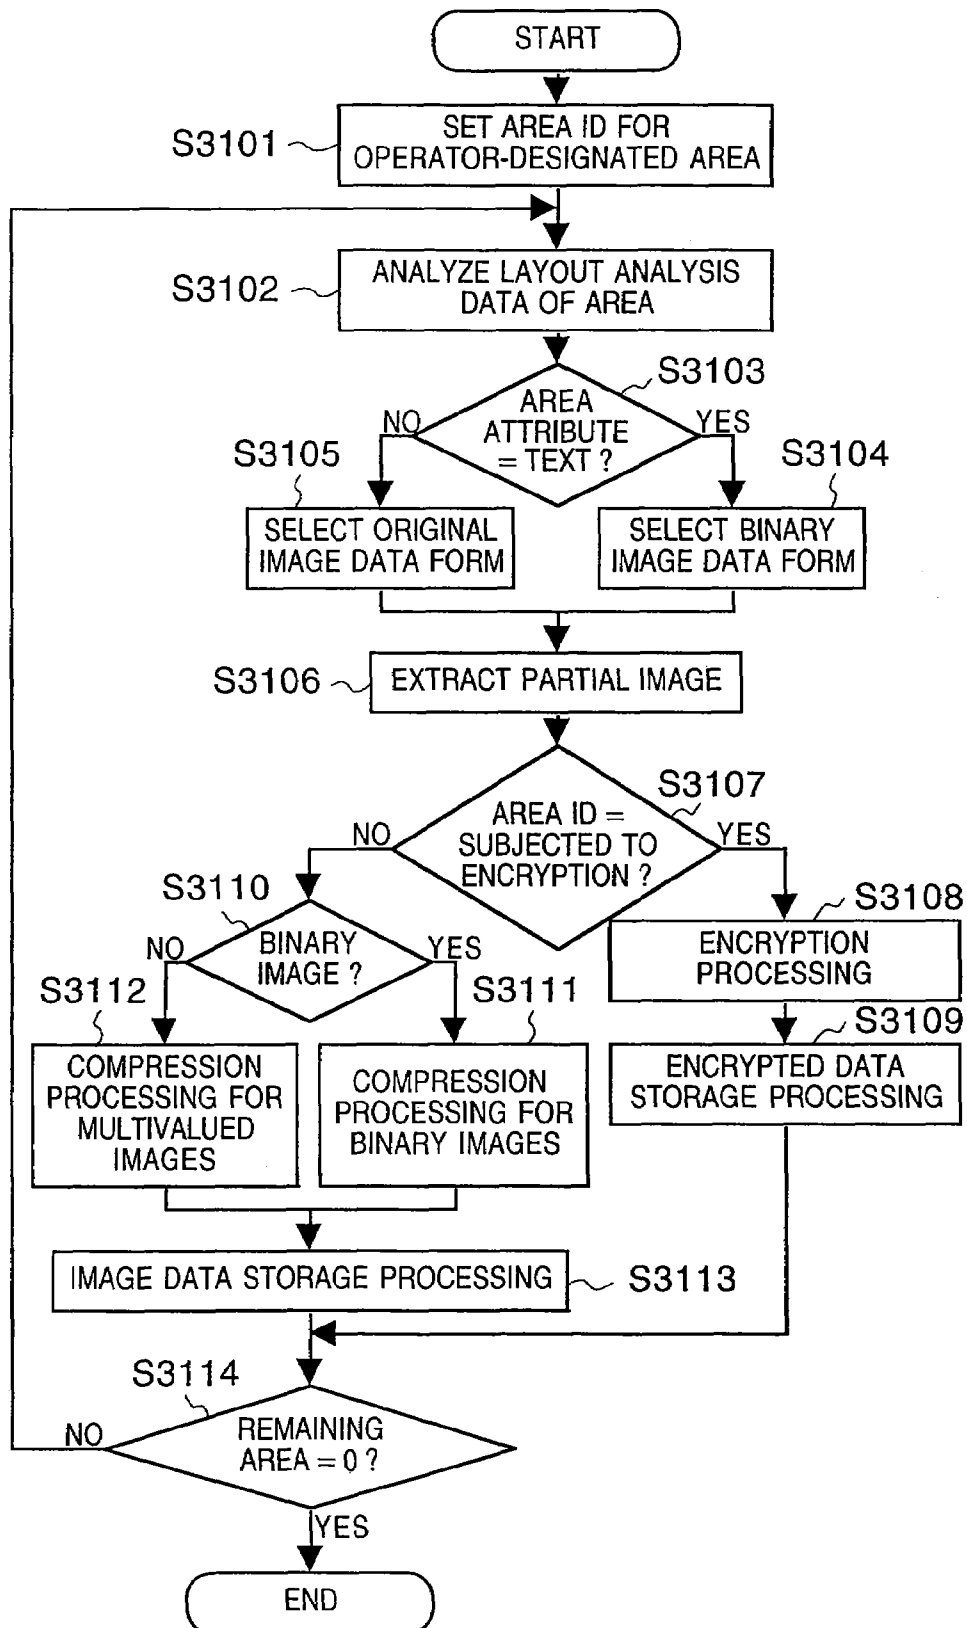 START
S3101
SET AREA ID FOR
OPERATOR-DESIGNATED AREA
S3102
ANALYZE LAYOUT ANALYSIS
DATA OF AREA
S3103
AREA
ATTRIBUTE
= TEXT ?
NO
YES
S3105
S3104
SELECT ORIGINAL
IMAGE DATA FORM
SELECT BINARY
IMAGE DATA FORM
S3106
EXTRACT PARTIAL IMAGE
S3107
AREA ID =
SUBJECTED TO
ENCRYPTION ?
NO
YES
S3110
S3108
BINARY
IMAGE ?
NO
YES
ENCRYPTION
PROCESSING
S3112
S3111
S3109
COMPRESSION
PROCESSING FOR
MULTIVALUED
IMAGES
COMPRESSION
PROCESSING FOR
BINARY IMAGES
ENCRYPTED DATA
STORAGE PROCESSING
IMAGE DATA STORAGE PROCESSING
S3113
S3114
REMAINING
AREA = 0 ?
NO
YES
END